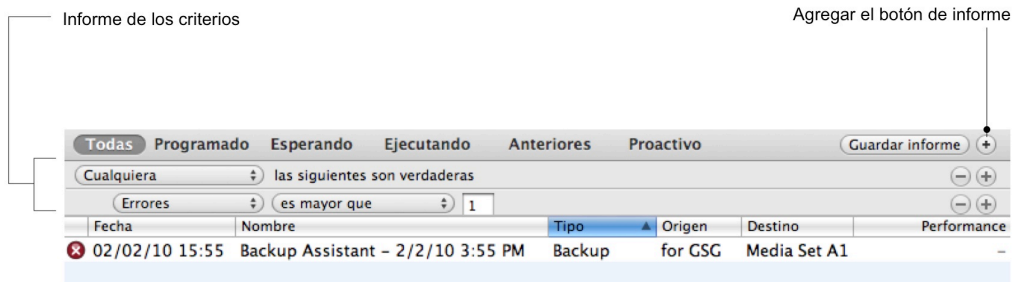 Informe de los criterios
Agregar el botón de informe
Todas Programado Esperando Ejecutando Anteriores Proactivo Guardar informe
Cualquiera las siguientes son verdaderas
Errores es mayor que 1
Fecha Nombre Tipo Origen Destino Performance
02/02/10 15:55 Backup Assistant – 2/2/10 3:55 PM Backup for GSG Media Set A1 –